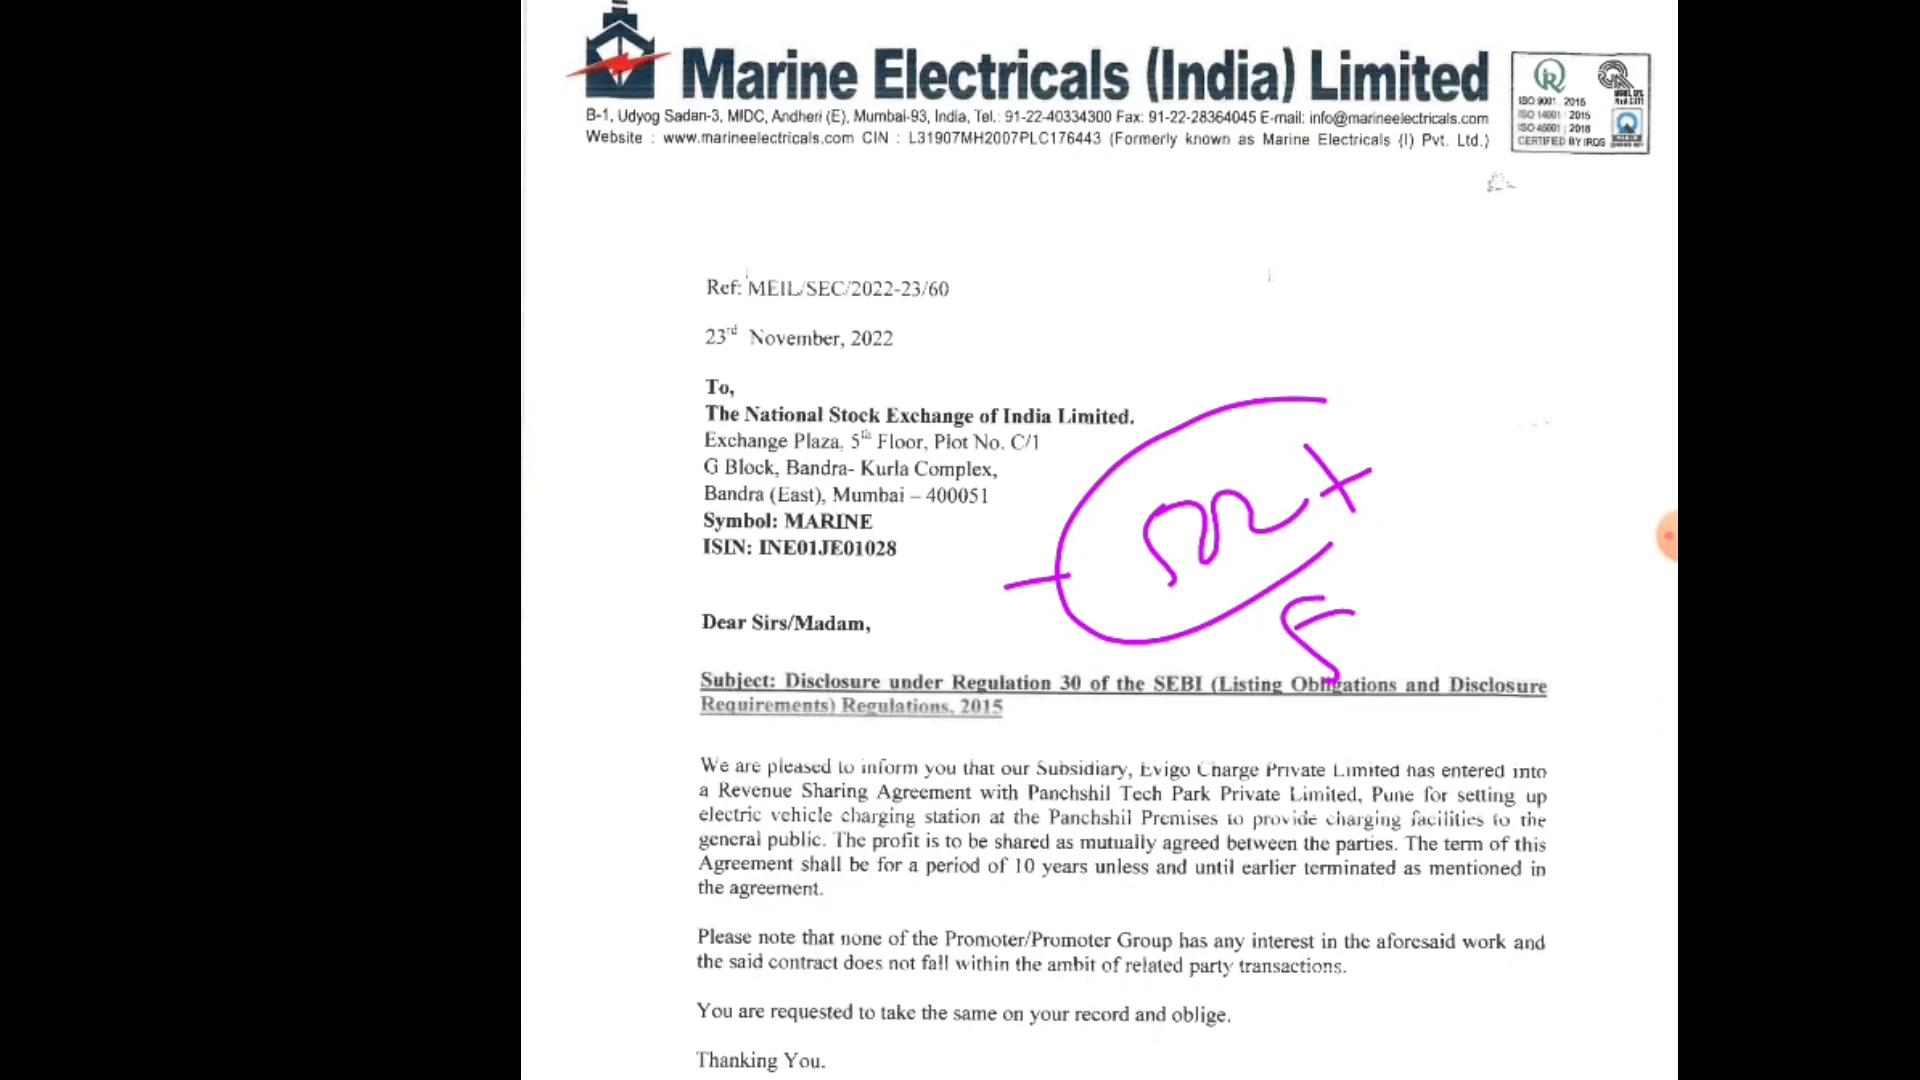 Marine Electricals (India) Limited
B-1, Udyog Sadan-3, MIDC, Andheri (E), Mumbai-93, India, Tel.: 91-22-40334300 Fax: 91-22-28364045 E-mail: info@marineelectricals.com
Website : www.marineelectricals.com CIN : L31907MH2007PLC176443 (Formerly known as Marine Electricals (I) Pvt. Ltd.)
ISO 9001 : 2015
ISO 14001 : 2015
ISO 45001 : 2018
CERTIFIED BY IRQS
Ref: MEIL/SEC/2022-23/60
23rd November, 2022
To,
The National Stock Exchange of India Limited.
Exchange Plaza, 5th Floor, Plot No. C/1
G Block, Bandra- Kurla Complex,
Bandra (East), Mumbai – 400051
Symbol: MARINE
ISIN: INE01JE01028
Dear Sirs/Madam,
Subject: Disclosure under Regulation 30 of the SEBI (Listing Obligations and Disclosure
Requirements) Regulations, 2015
We are pleased to inform you that our Subsidiary, Evigo Charge Private Limited has entered into
a Revenue Sharing Agreement with Panchshil Tech Park Private Limited, Pune for setting up
electric vehicle charging station at the Panchshil Premises to provide charging facilities to the
general public. The profit is to be shared as mutually agreed between the parties. The term of this
Agreement shall be for a period of 10 years unless and until earlier terminated as mentioned in
the agreement.
Please note that none of the Promoter/Promoter Group has any interest in the aforesaid work and
the said contract does not fall within the ambit of related party transactions.
You are requested to take the same on your record and oblige.
Thanking You.